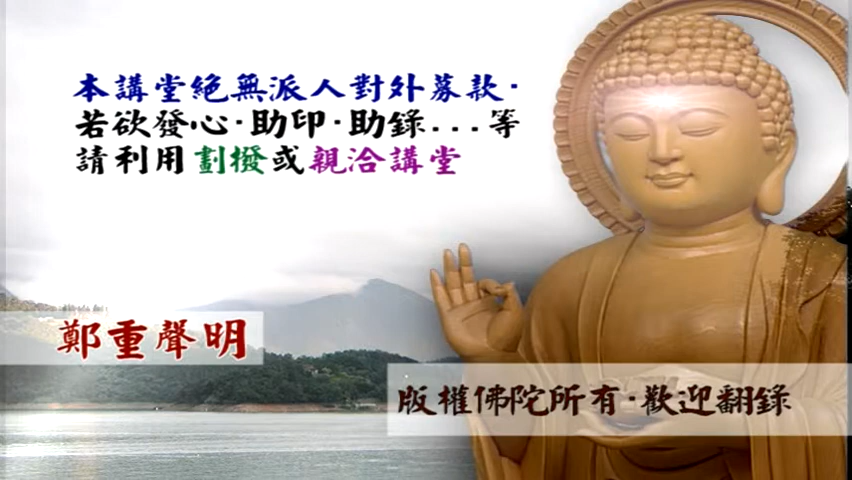 本講堂絕無派人對外募款·
若欲發心·助印·助錄...等
請利用劃撥或親洽講堂
鄭重聲明
版權佛陀所有·歡迎翻錄